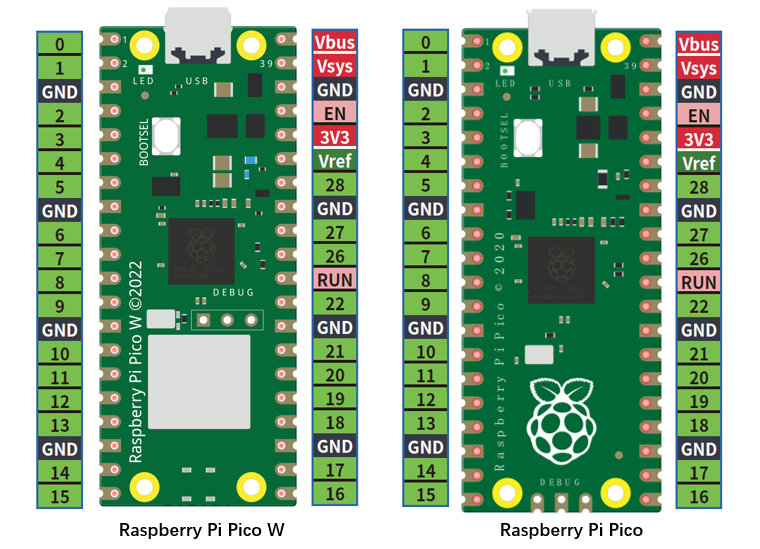 0
1
GND
2
3
4
5
GND
6
7
8
9
GND
10
11
12
13
GND
14
15
1
2
39
LED
USB
BOOTSEL
DEBUG
Raspberry Pi Pico W ©2022
Vbus
Vsys
GND
EN
3V3
Vref
28
GND
27
26
RUN
22
GND
21
20
19
18
GND
17
16
Raspberry Pi Pico W
0
1
GND
2
3
4
5
GND
6
7
8
9
GND
10
11
12
13
GND
14
15
1
2
39
LED
USB
BOOTSEL
Raspberry Pi Pico © 2020
DEBUG
Vbus
Vsys
GND
EN
3V3
Vref
28
GND
27
26
RUN
22
GND
21
20
19
18
GND
17
16
Raspberry Pi Pico